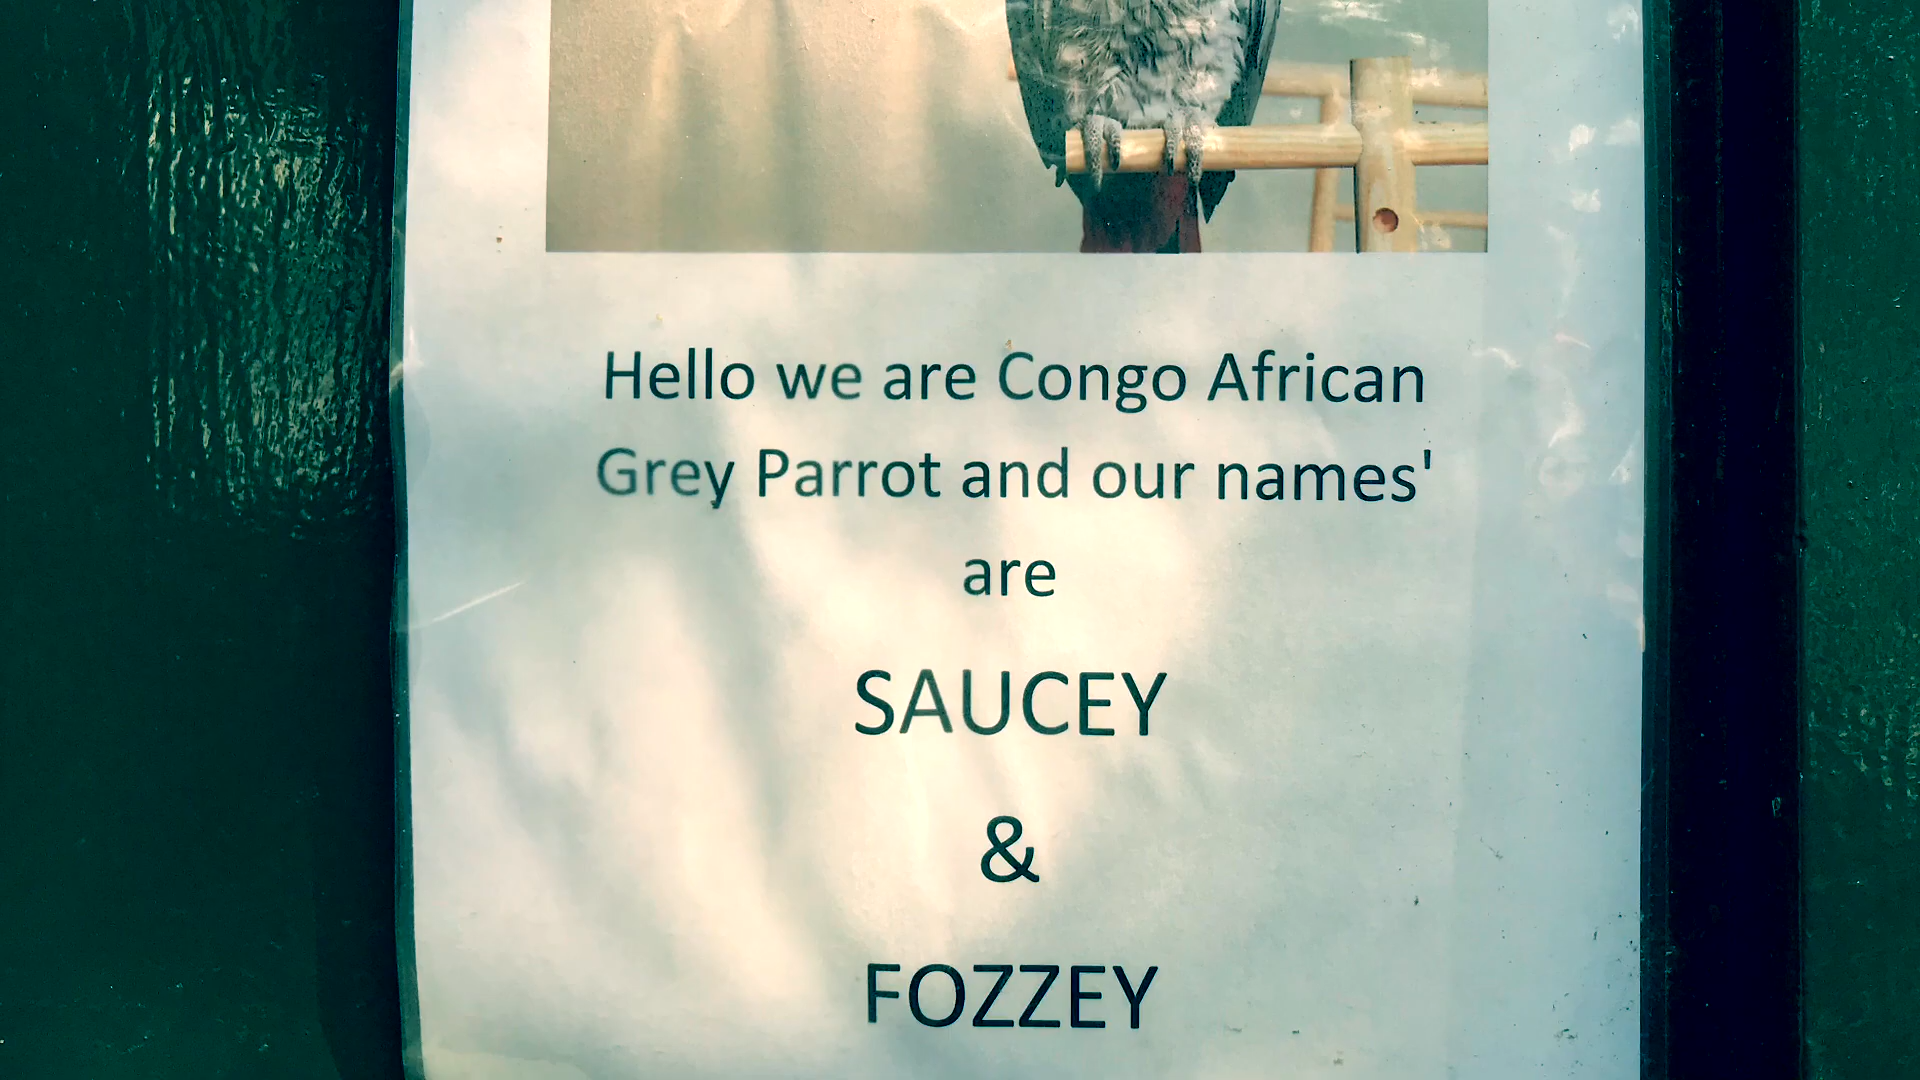 Hello we are Congo African
Grey Parrot and our names'
are
SAUCEY
&
FOZZEY